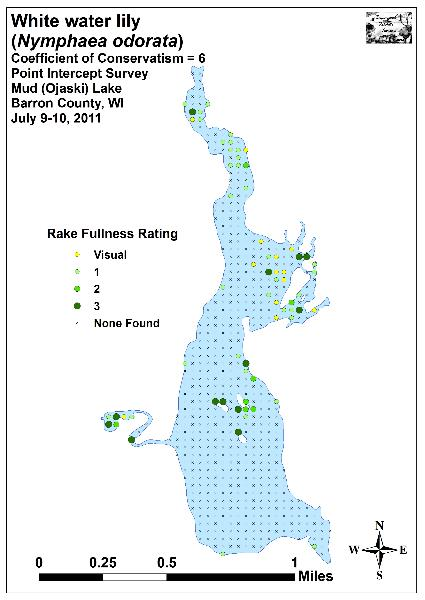 White water lily
(Nymphaea odorata)
Coefficient of Conservatism = 6
Point Intercept Survey
Mud (Ojaski) Lake
Barron County, WI
July 9-10, 2011
Rake Fullness Rating
Visual
1
2
3
None Found
N
W E
S
0 0.25 0.5 1
Miles